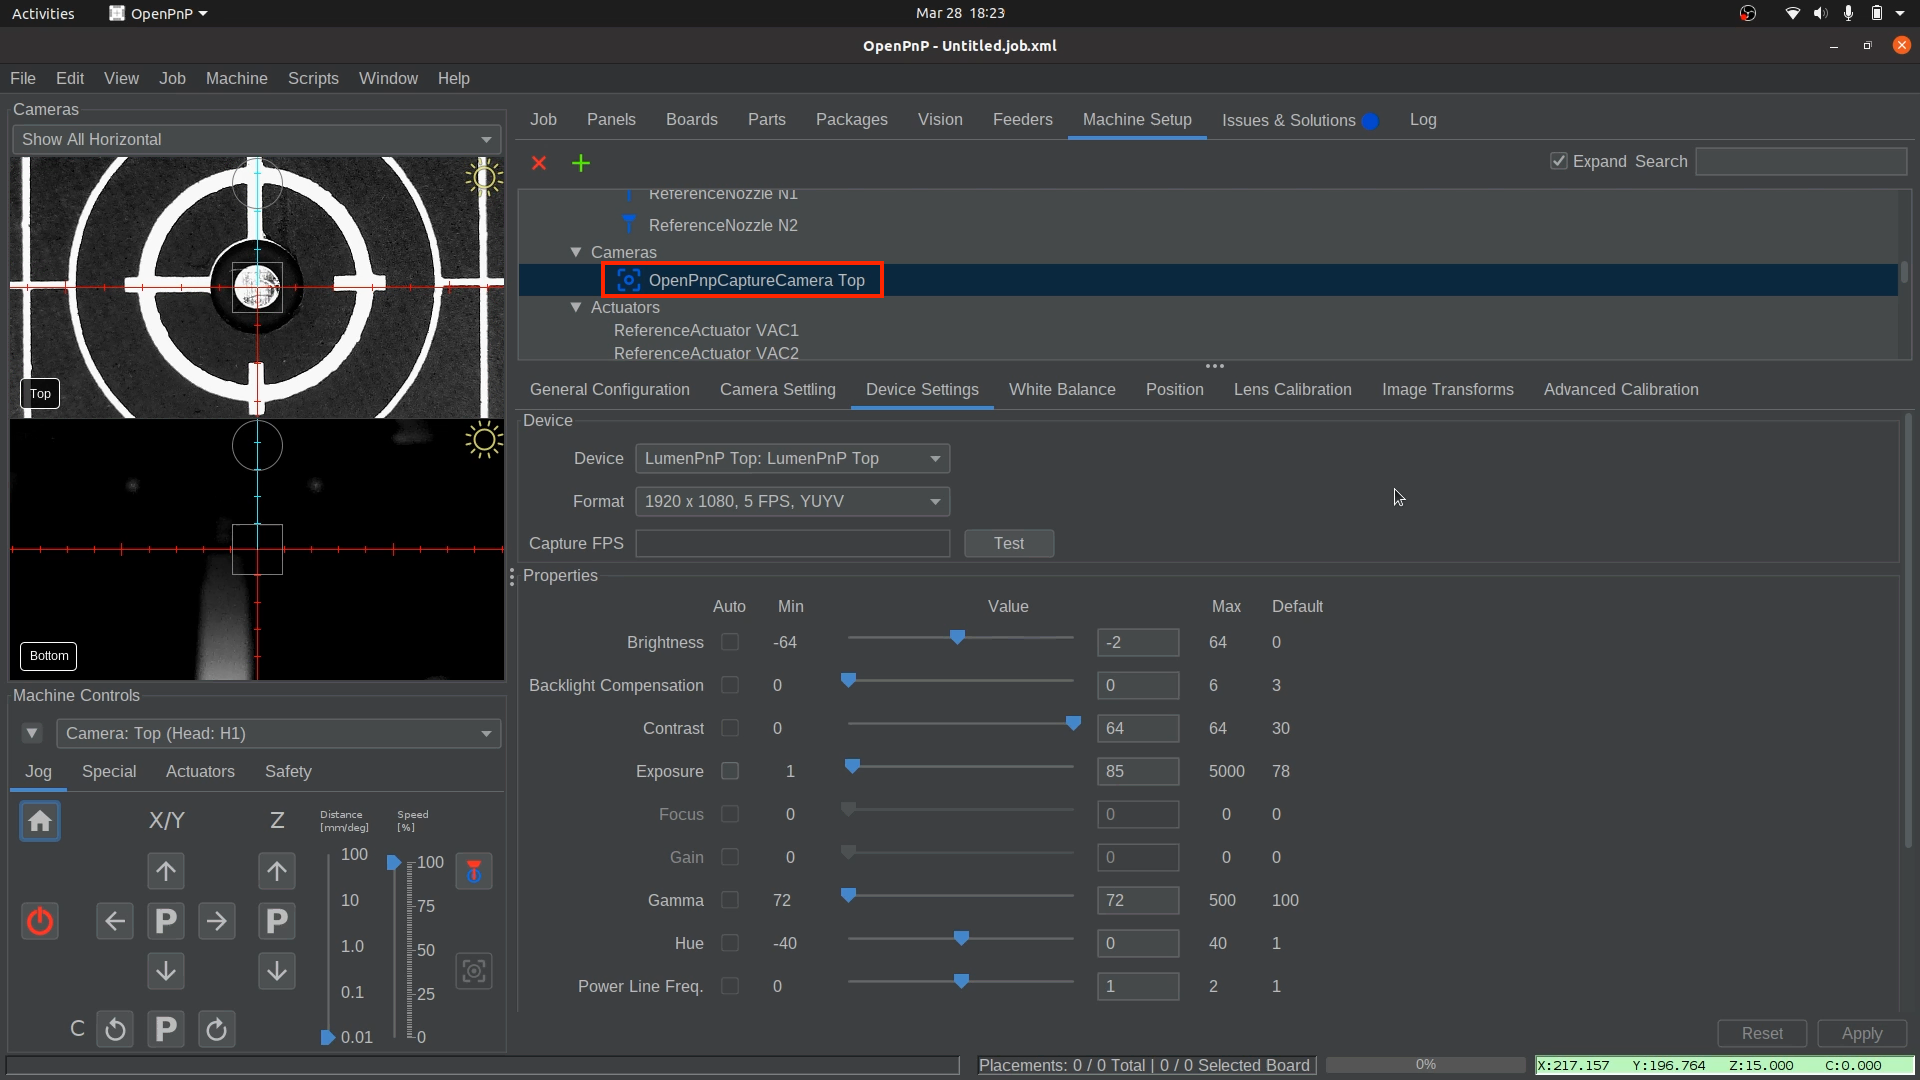 Activities OpenPnP Mar 28 18:23
OpenPnP - Untitled.job.xml
File Edit View Job Machine Scripts Window Help
Cameras
Show All Horizontal
Top
Bottom
Machine Controls
Camera: Top (Head: H1)
Jog Special Actuators Safety
X/Y Z Distance [mm/deg] Speed [%]
100 100
10 75
P P
1.0 50
0.1 25
C P 0.01 0
Job Panels Boards Parts Packages Vision Feeders Machine Setup Issues & Solutions Log
Expand Search
ReferenceNozzle N1
ReferenceNozzle N2
Cameras
OpenPnpCaptureCamera Top
Actuators
ReferenceActuator VAC1
ReferenceActuator VAC2
General Configuration Camera Settling Device Settings White Balance Position Lens Calibration Image Transforms Advanced Calibration
Device
Device LumenPnP Top: LumenPnP Top
Format 1920 x 1080, 5 FPS, YUYV
Capture FPS Test
Properties
Auto Min Value Max Default
Brightness -64 -2 64 0
Backlight Compensation 0 0 6 3
Contrast 0 64 64 30
Exposure 1 85 5000 78
Focus 0 0 0 0
Gain 0 0 0 0
Gamma 72 72 500 100
Hue -40 0 40 1
Power Line Freq. 0 1 2 1
Reset Apply
Placements: 0 / 0 Total | 0 / 0 Selected Board 0% X:217.157 Y:196.764 Z:15.000 C:0.000